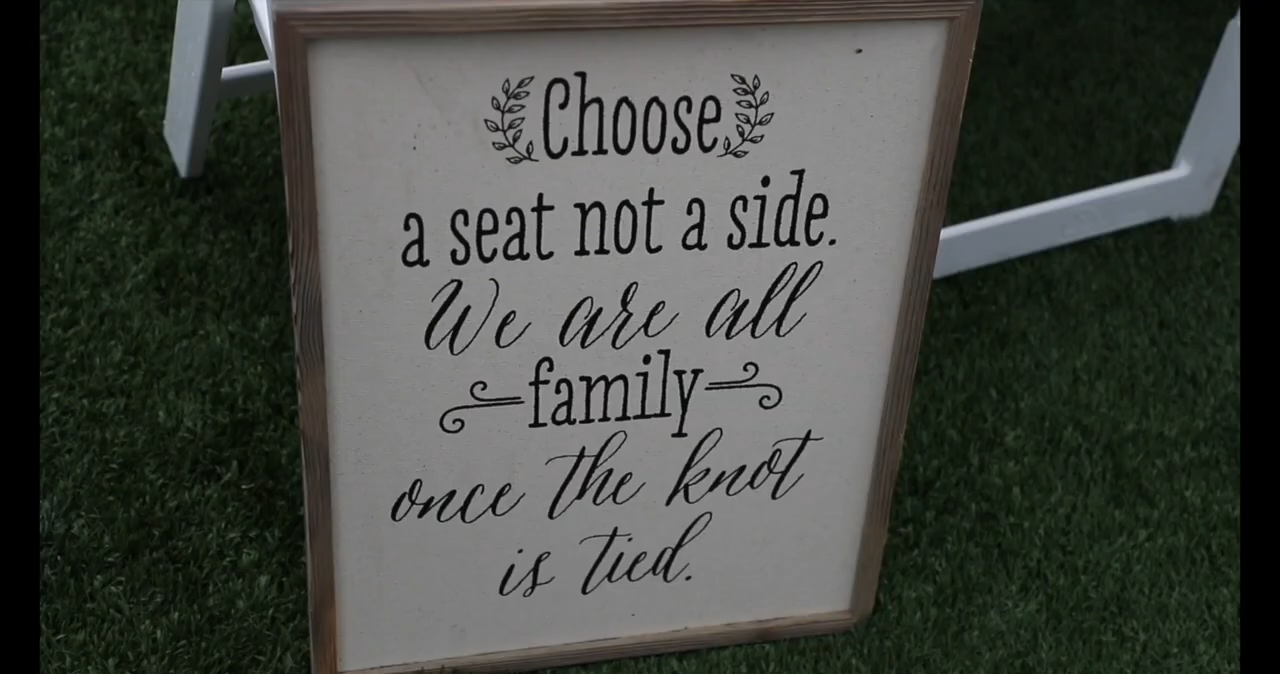 Choose
a seat not a side.
We are all
family
once the knot
is tied.